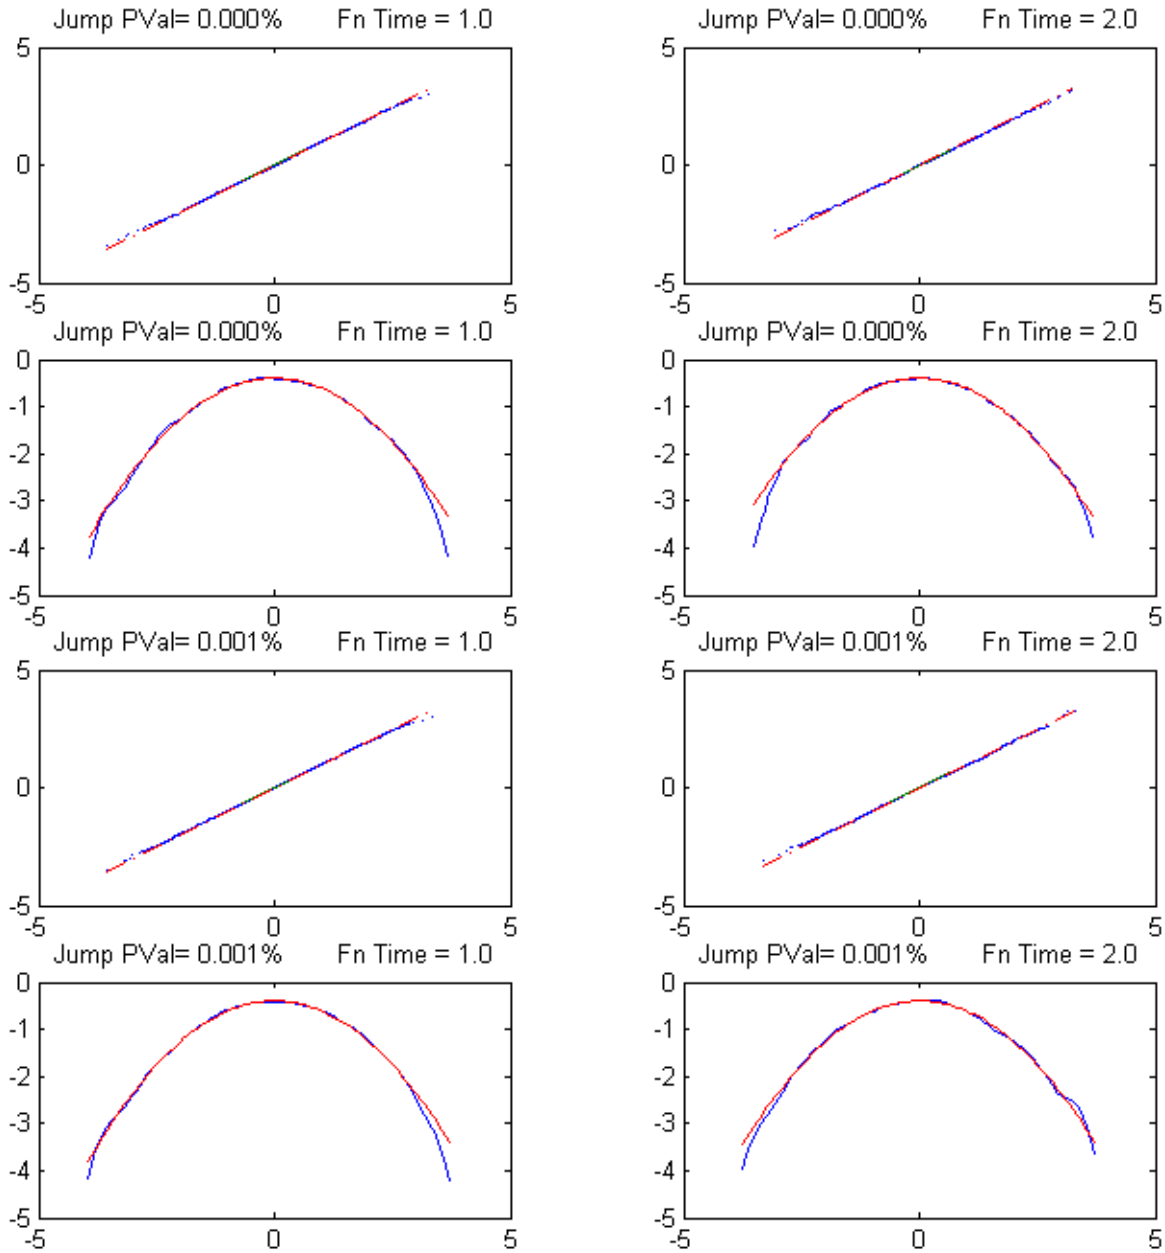 Jump PVal= 0.000% Fn Time = 1.0 Jump PVal= 0.000% Fn Time = 2.0
5 5
0 0
-5 -5
-5 0 5 -5 0 5
Jump PVal= 0.000% Fn Time = 1.0 Jump PVal= 0.000% Fn Time = 2.0
0 0
-1 -1
-2 -2
-3 -3
-4 -4
-5 -5
-5 0 5 -5 0 5
Jump PVal= 0.001% Fn Time = 1.0 Jump PVal= 0.001% Fn Time = 2.0
5 5
0 0
-5 -5
-5 0 5 -5 0 5
Jump PVal= 0.001% Fn Time = 1.0 Jump PVal= 0.001% Fn Time = 2.0
0 0
-1 -1
-2 -2
-3 -3
-4 -4
-5 -5
-5 0 5 -5 0 5